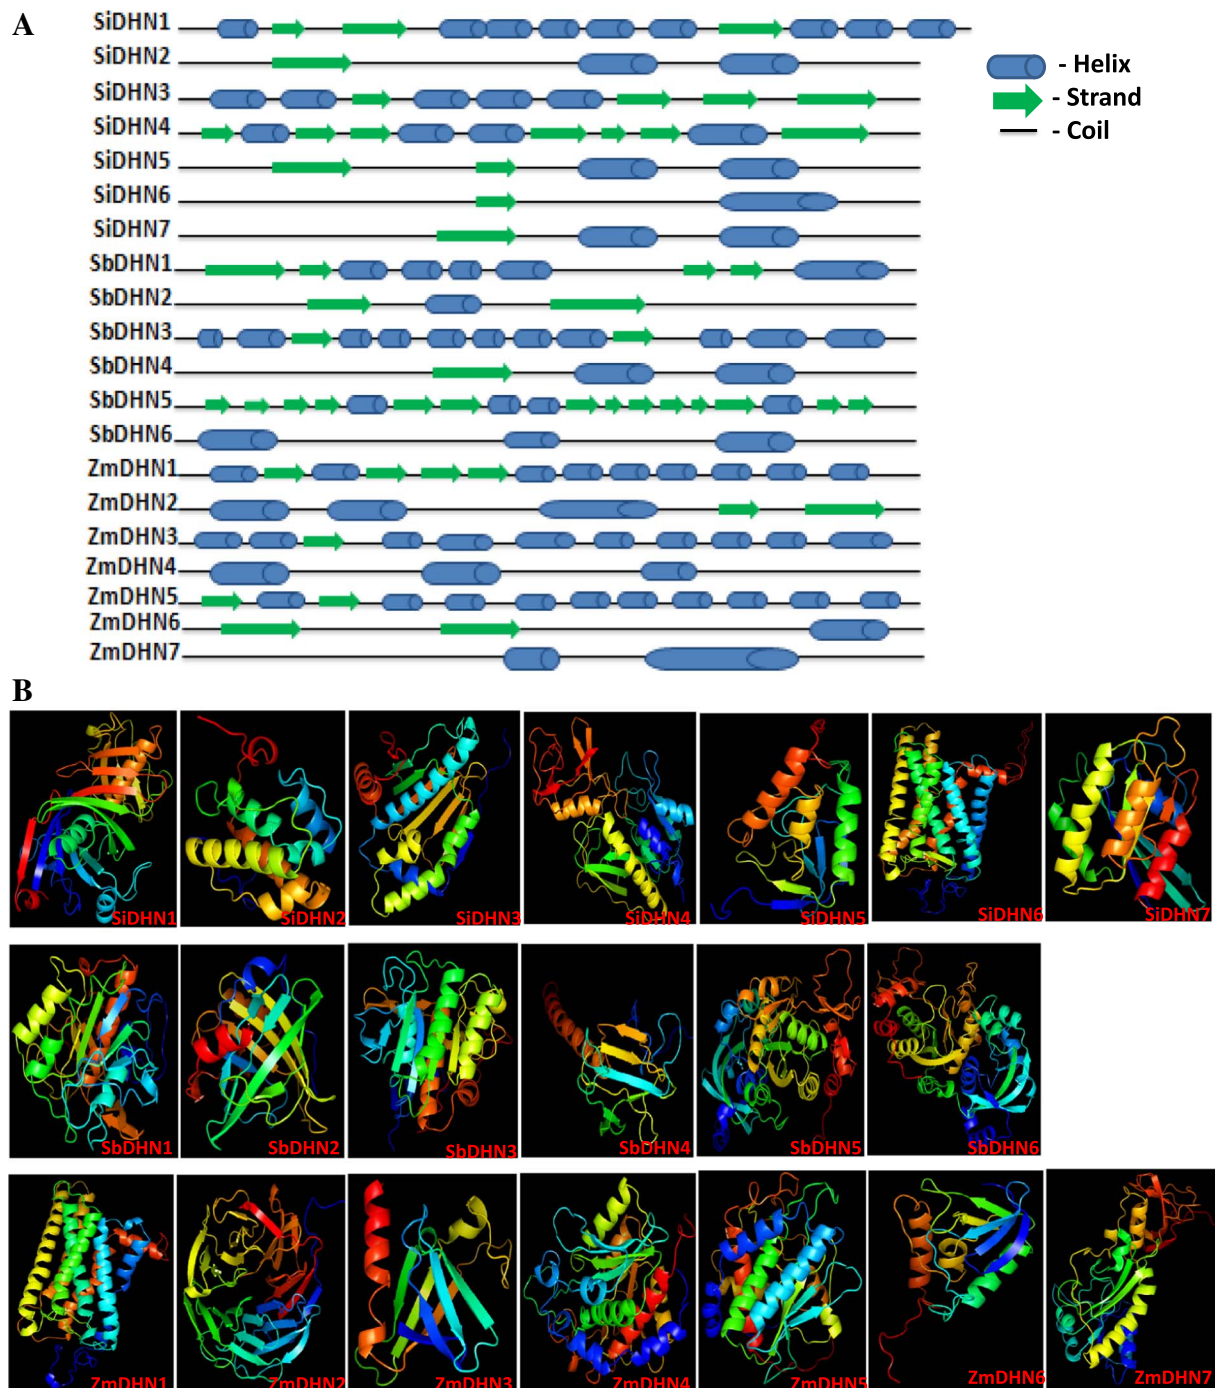 A
SiDHN1
SiDHN2
SiDHN3
SiDHN4
SiDHN5
SiDHN6
SiDHN7
SbDHN1
SbDHN2
SbDHN3
SbDHN4
SbDHN5
SbDHN6
ZmDHN1
ZmDHN2
ZmDHN3
ZmDHN4
ZmDHN5
ZmDHN6
ZmDHN7
- Helix
- Strand
- Coil
B
SiDHN1 SiDHN2 SiDHN3 SiDHN4 SiDHN5 SiDHN6 SiDHN7
SbDHN1 SbDHN2 SbDHN3 SbDHN4 SbDHN5 SbDHN6
ZmDHN1 ZmDHN2 ZmDHN3 ZmDHN4 ZmDHN5 ZmDHN6 ZmDHN7